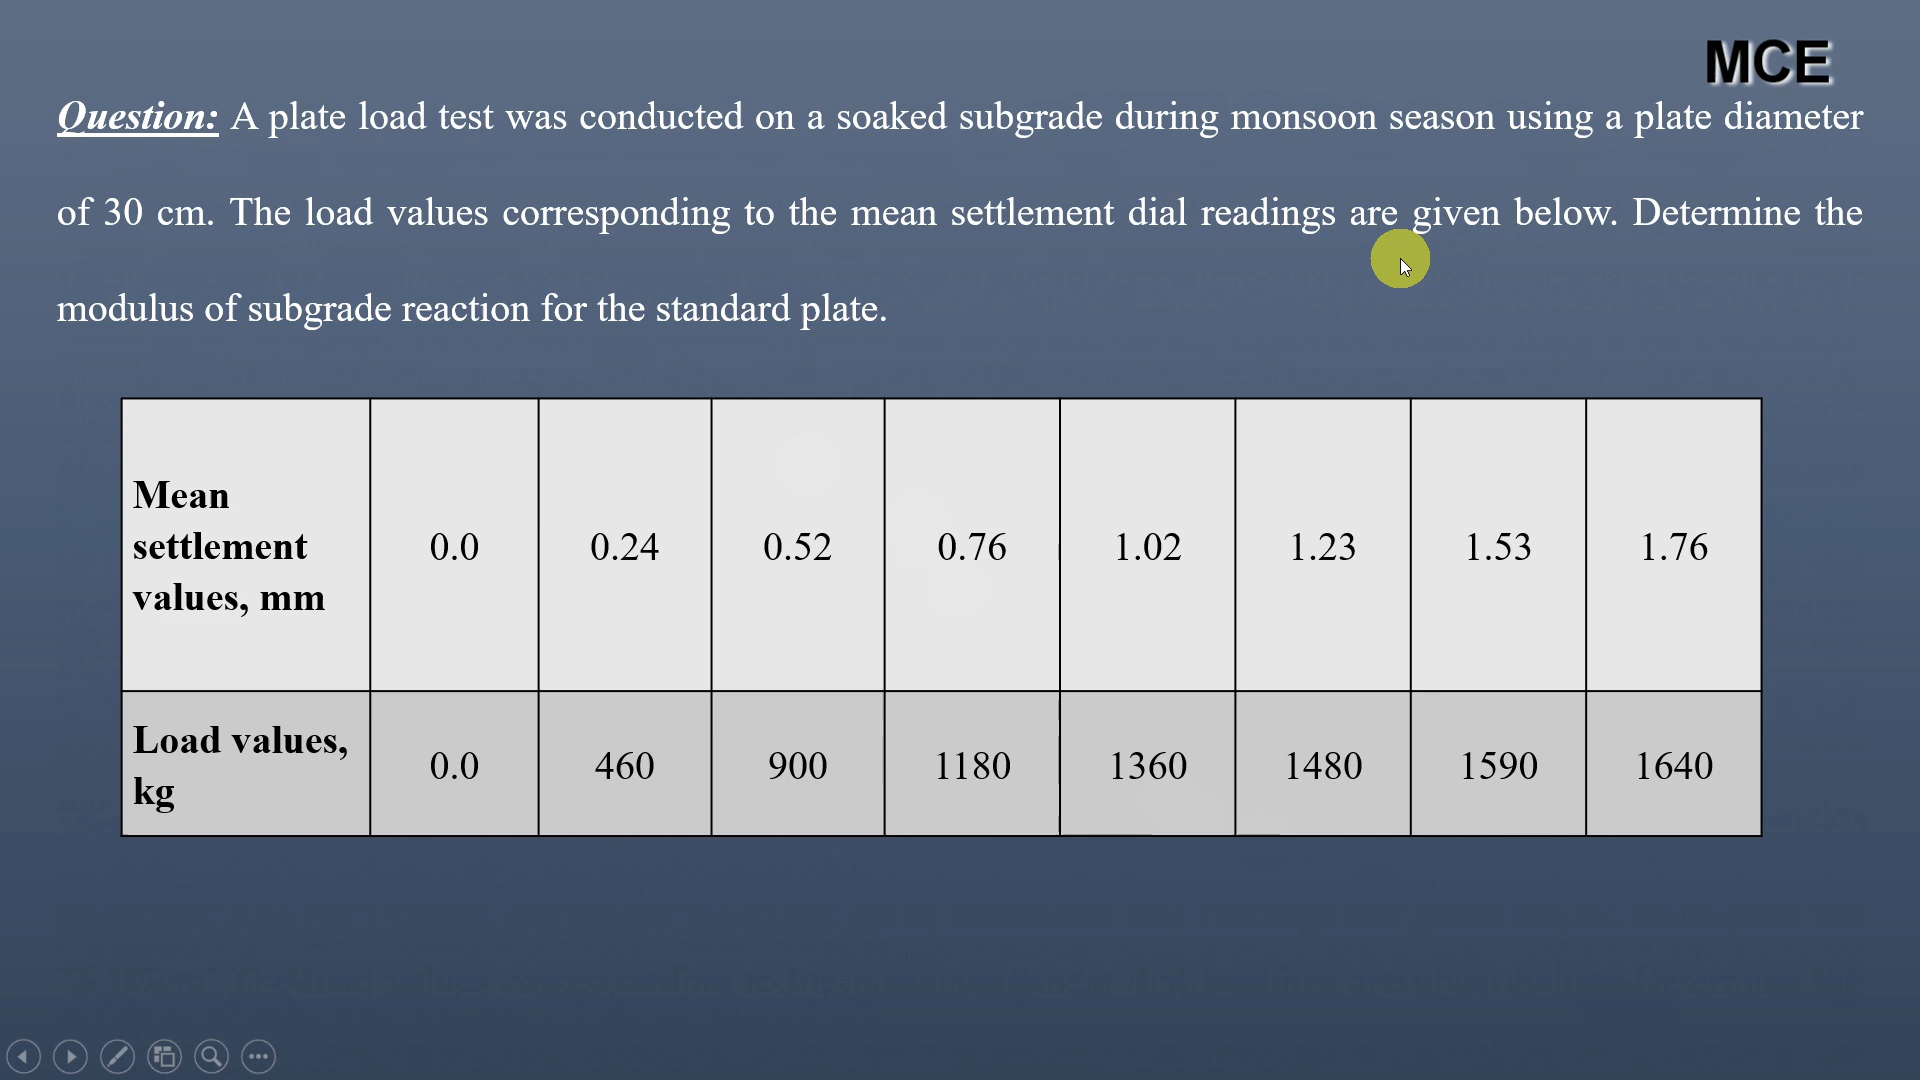 MCE
Question: A plate load test was conducted on a soaked subgrade during monsoon season using a plate diameter
of 30 cm. The load values corresponding to the mean settlement dial readings are given below. Determine the
modulus of subgrade reaction for the standard plate.
Mean
settlement
values, mm
0.0 0.24 0.52 0.76 1.02 1.23 1.53 1.76
Load values,
kg
0.0 460 900 1180 1360 1480 1590 1640